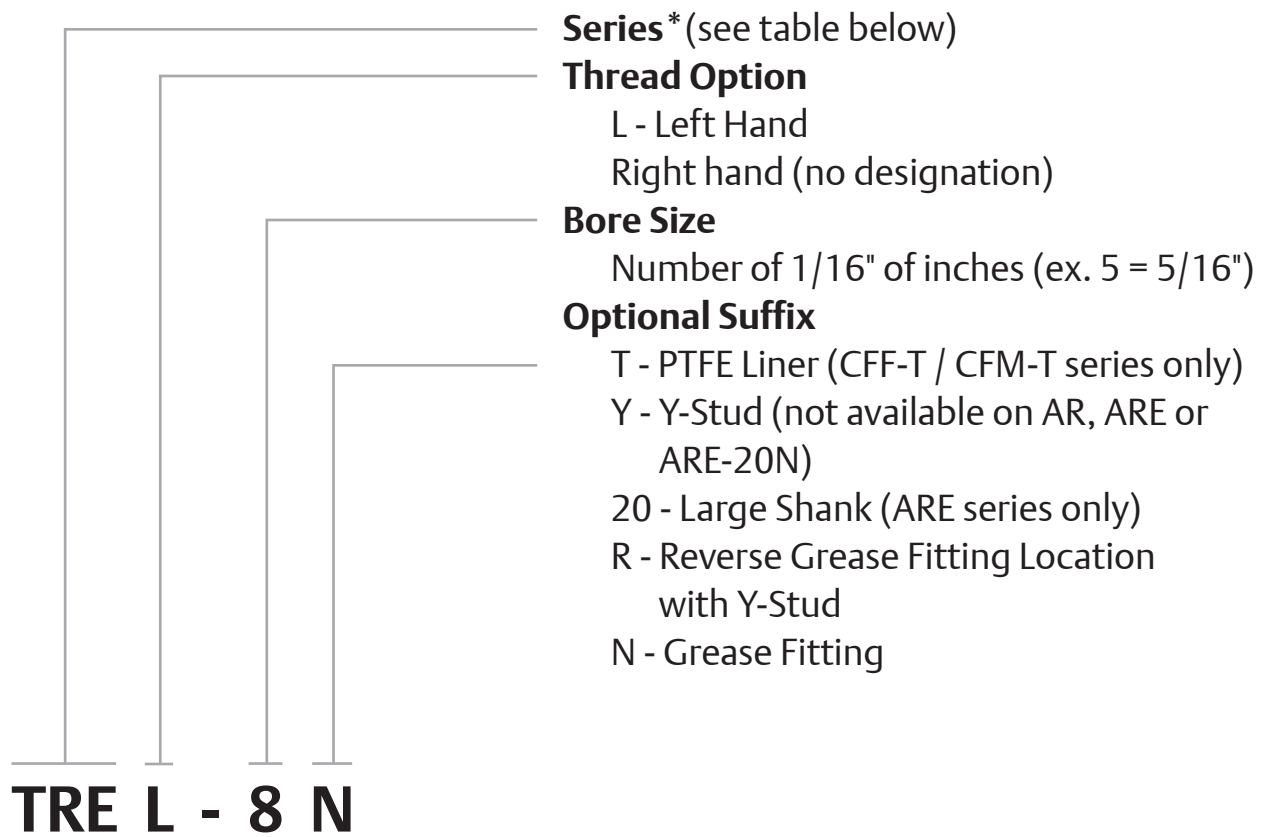 Series*(see table below)
Thread Option
L - Left Hand
Right hand (no designation)
Bore Size
Number of 1/16" of inches (ex. 5 = 5/16")
Optional Suffix
T - PTFE Liner (CFF-T / CFM-T series only)
Y - Y-Stud (not available on AR, ARE or
ARE-20N)
20 - Large Shank (ARE series only)
R - Reverse Grease Fitting Location
with Y-Stud
N - Grease Fitting
TRE L - 8 N